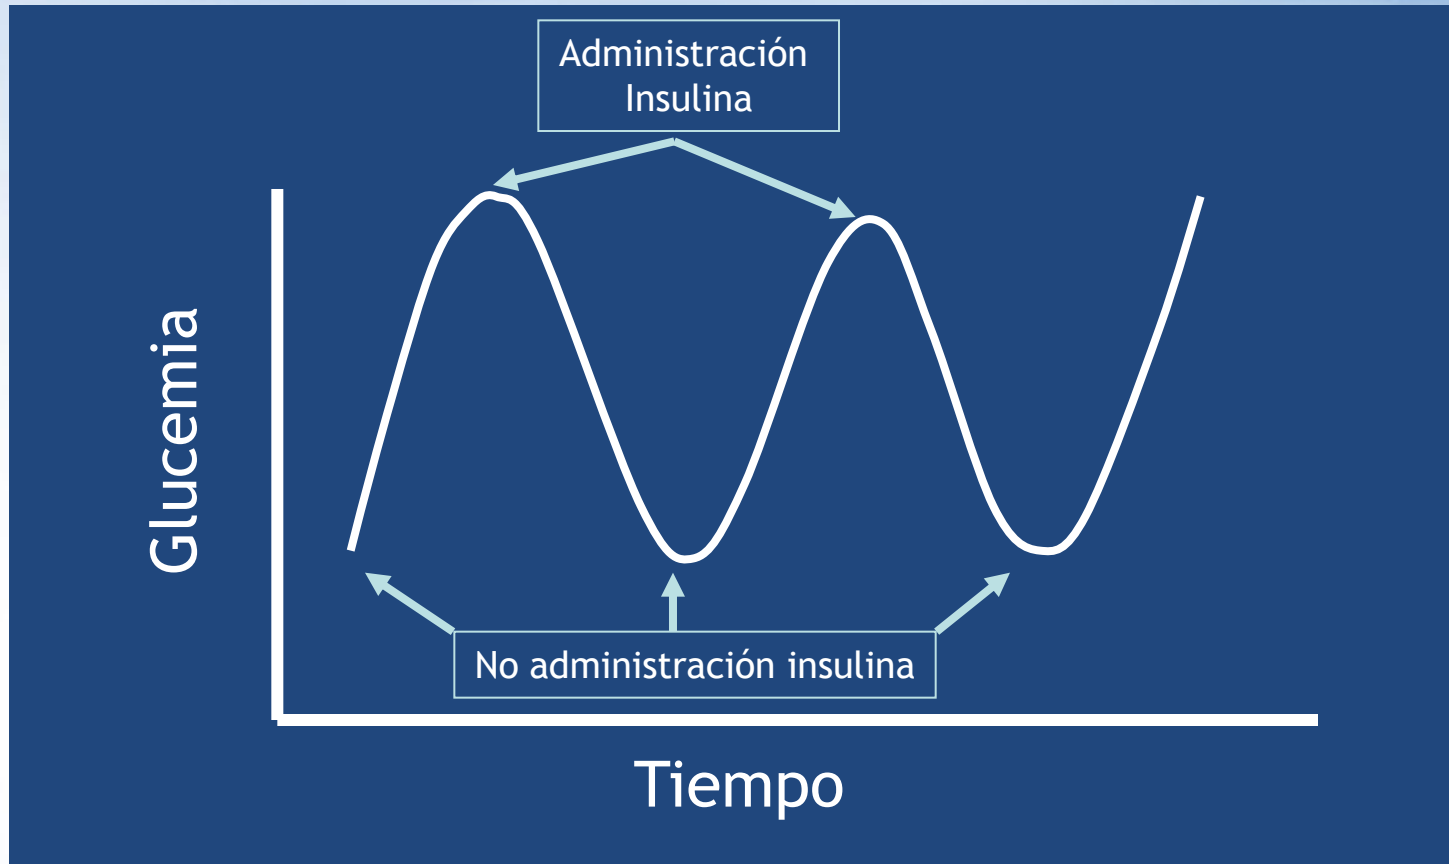 Administración
Insulina
Glucemia
No administración insulina
Tiempo